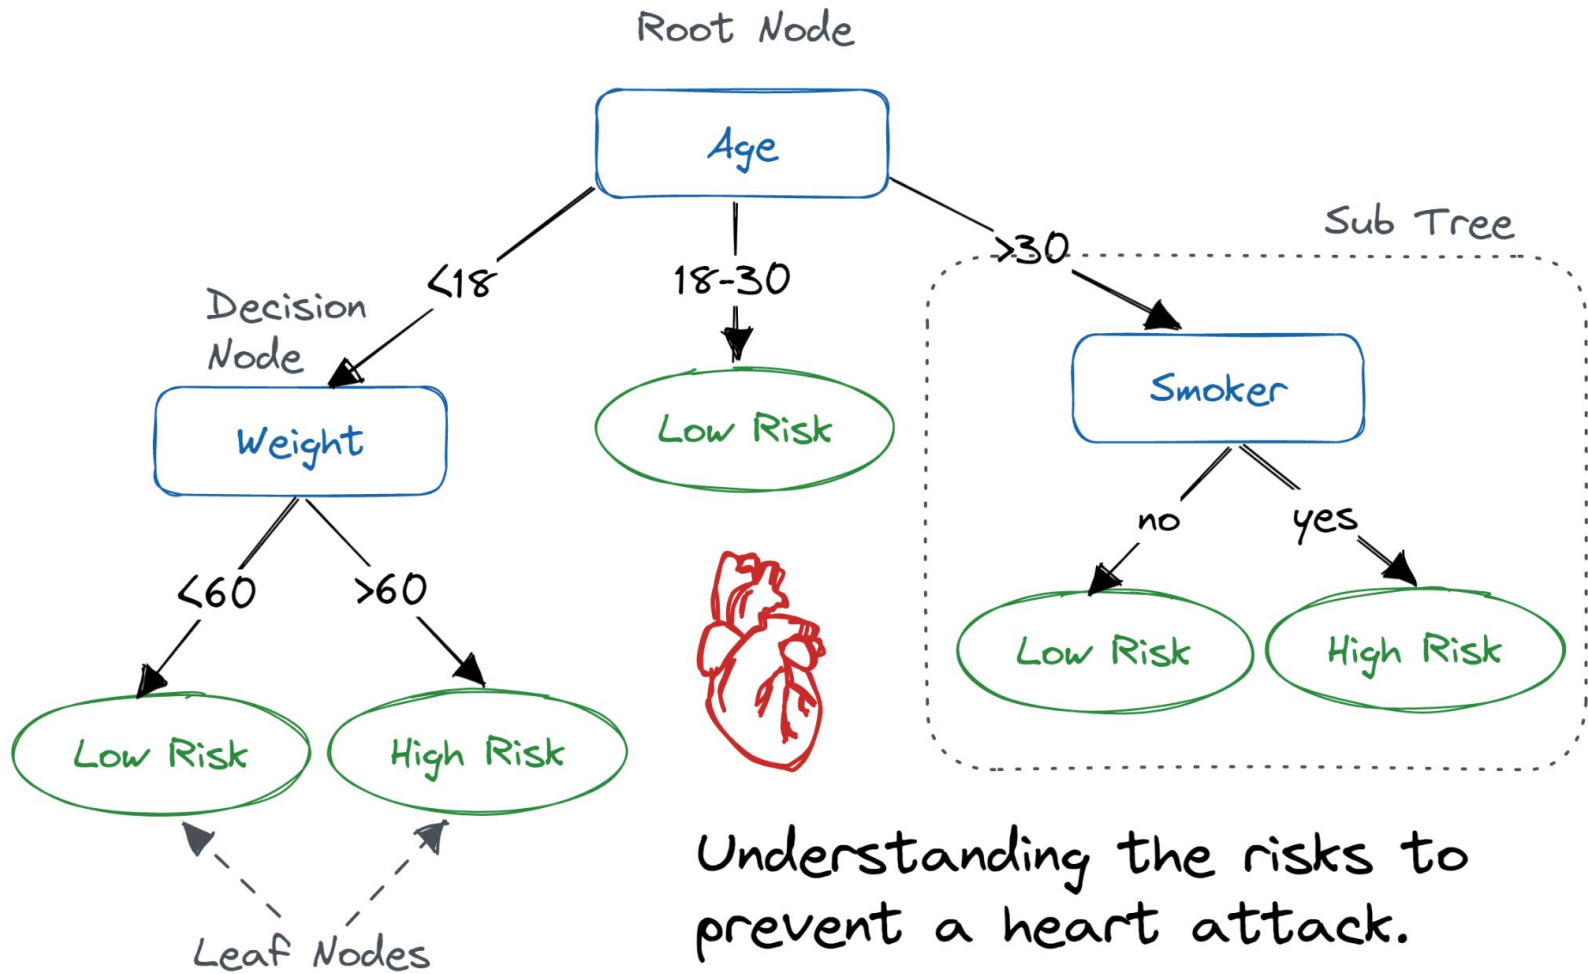 Root Node
Age
<18
18-30
>30
Sub Tree
Decision
Node
Weight
Low Risk
Smoker
<60
>60
no
yes
Low Risk
High Risk
Low Risk
High Risk
Leaf Nodes
Understanding the risks to
prevent a heart attack.